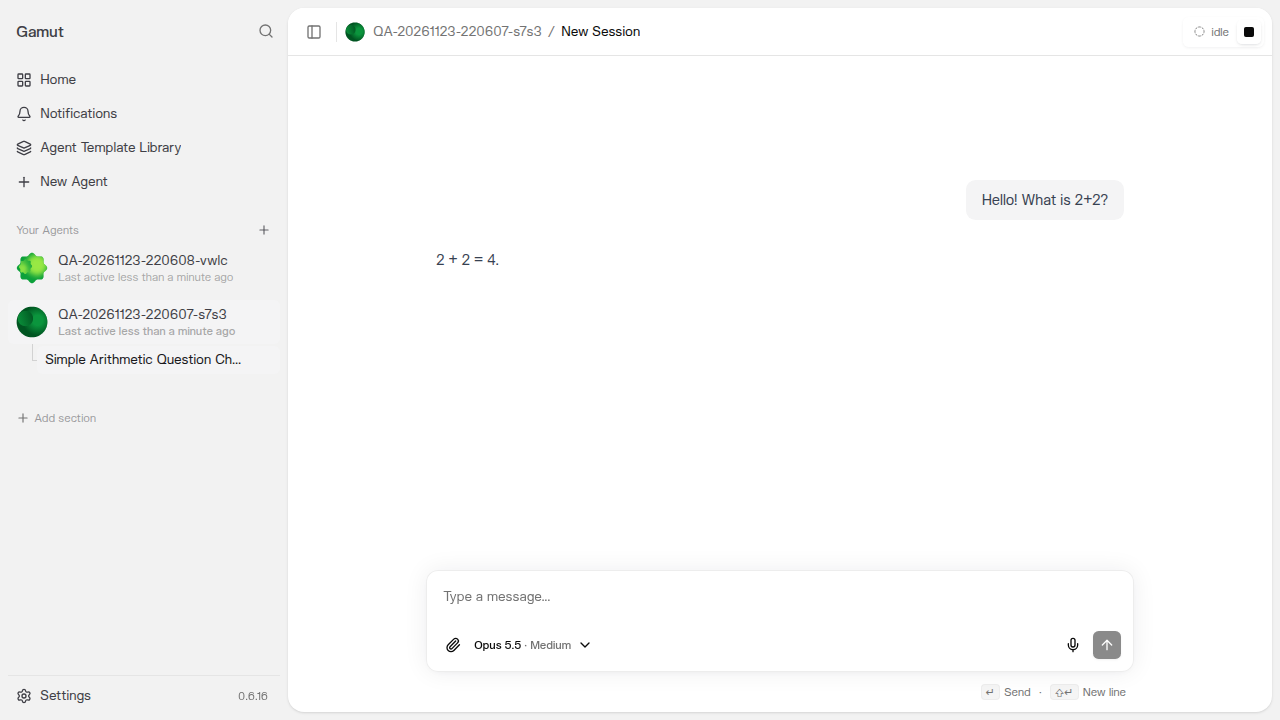 Gamut
Home
Notifications
Agent Template Library
New Agent
Your Agents
QA-20261123-220608-vwlc
Last active less than a minute ago
QA-20261123-220607-s7s3
Last active less than a minute ago
Simple Arithmetic Question Ch...
Add section
Settings
0.6.16
QA-20261123-220607-s7s3 / New Session
idle
Hello! What is 2+2?
2 + 2 = 4.
Type a message...
Opus 5.5 · Medium
Send · New line